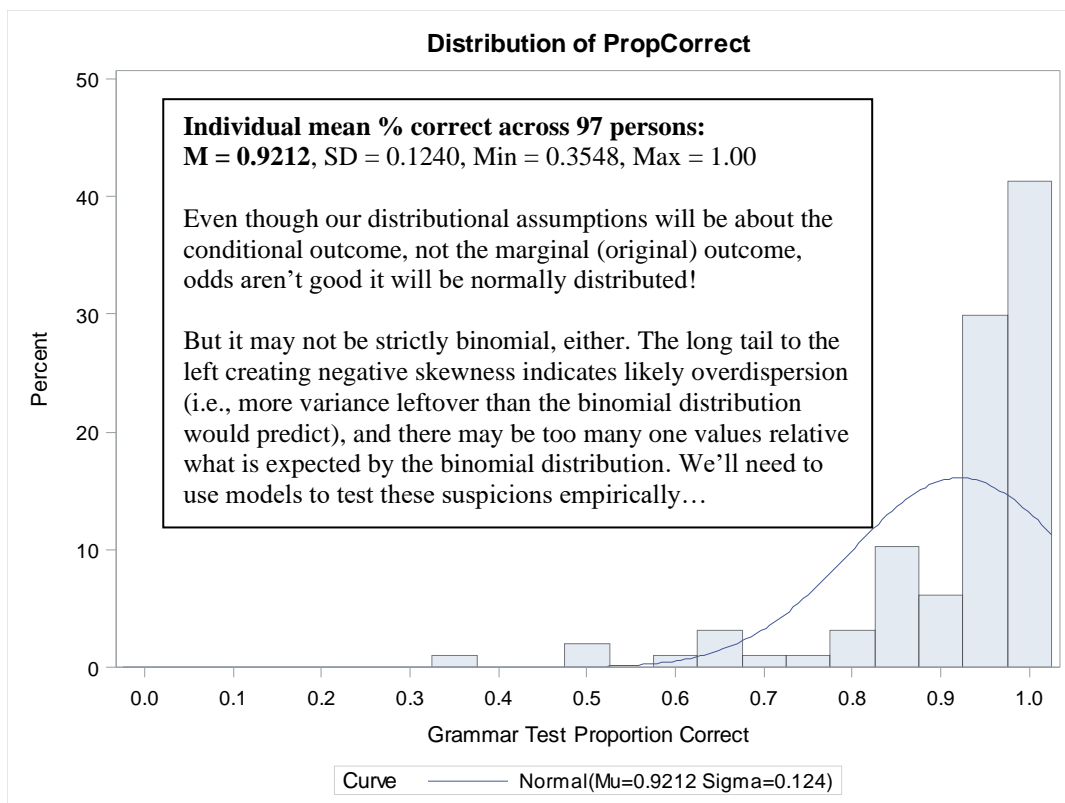 Distribution of PropCorrect
50
40
30
20
10
0
Percent
Individual mean % correct across 97 persons:
M = 0.9212, SD = 0.1240, Min = 0.3548, Max = 1.00
Even though our distributional assumptions will be about the
conditional outcome, not the marginal (original) outcome,
odds aren't good it will be normally distributed!
But it may not be strictly binomial, either. The long tail to the
left creating negative skewness indicates likely overdispersion
(i.e., more variance leftover than the binomial distribution
would predict), and there may be too many one values relative
what is expected by the binomial distribution. We'll need to
use models to test these suspicions empirically…
0.0 0.1 0.2 0.3 0.4 0.5 0.6 0.7 0.8 0.9 1.0
Grammar Test Proportion Correct
Curve Normal(Mu=0.9212 Sigma=0.124)